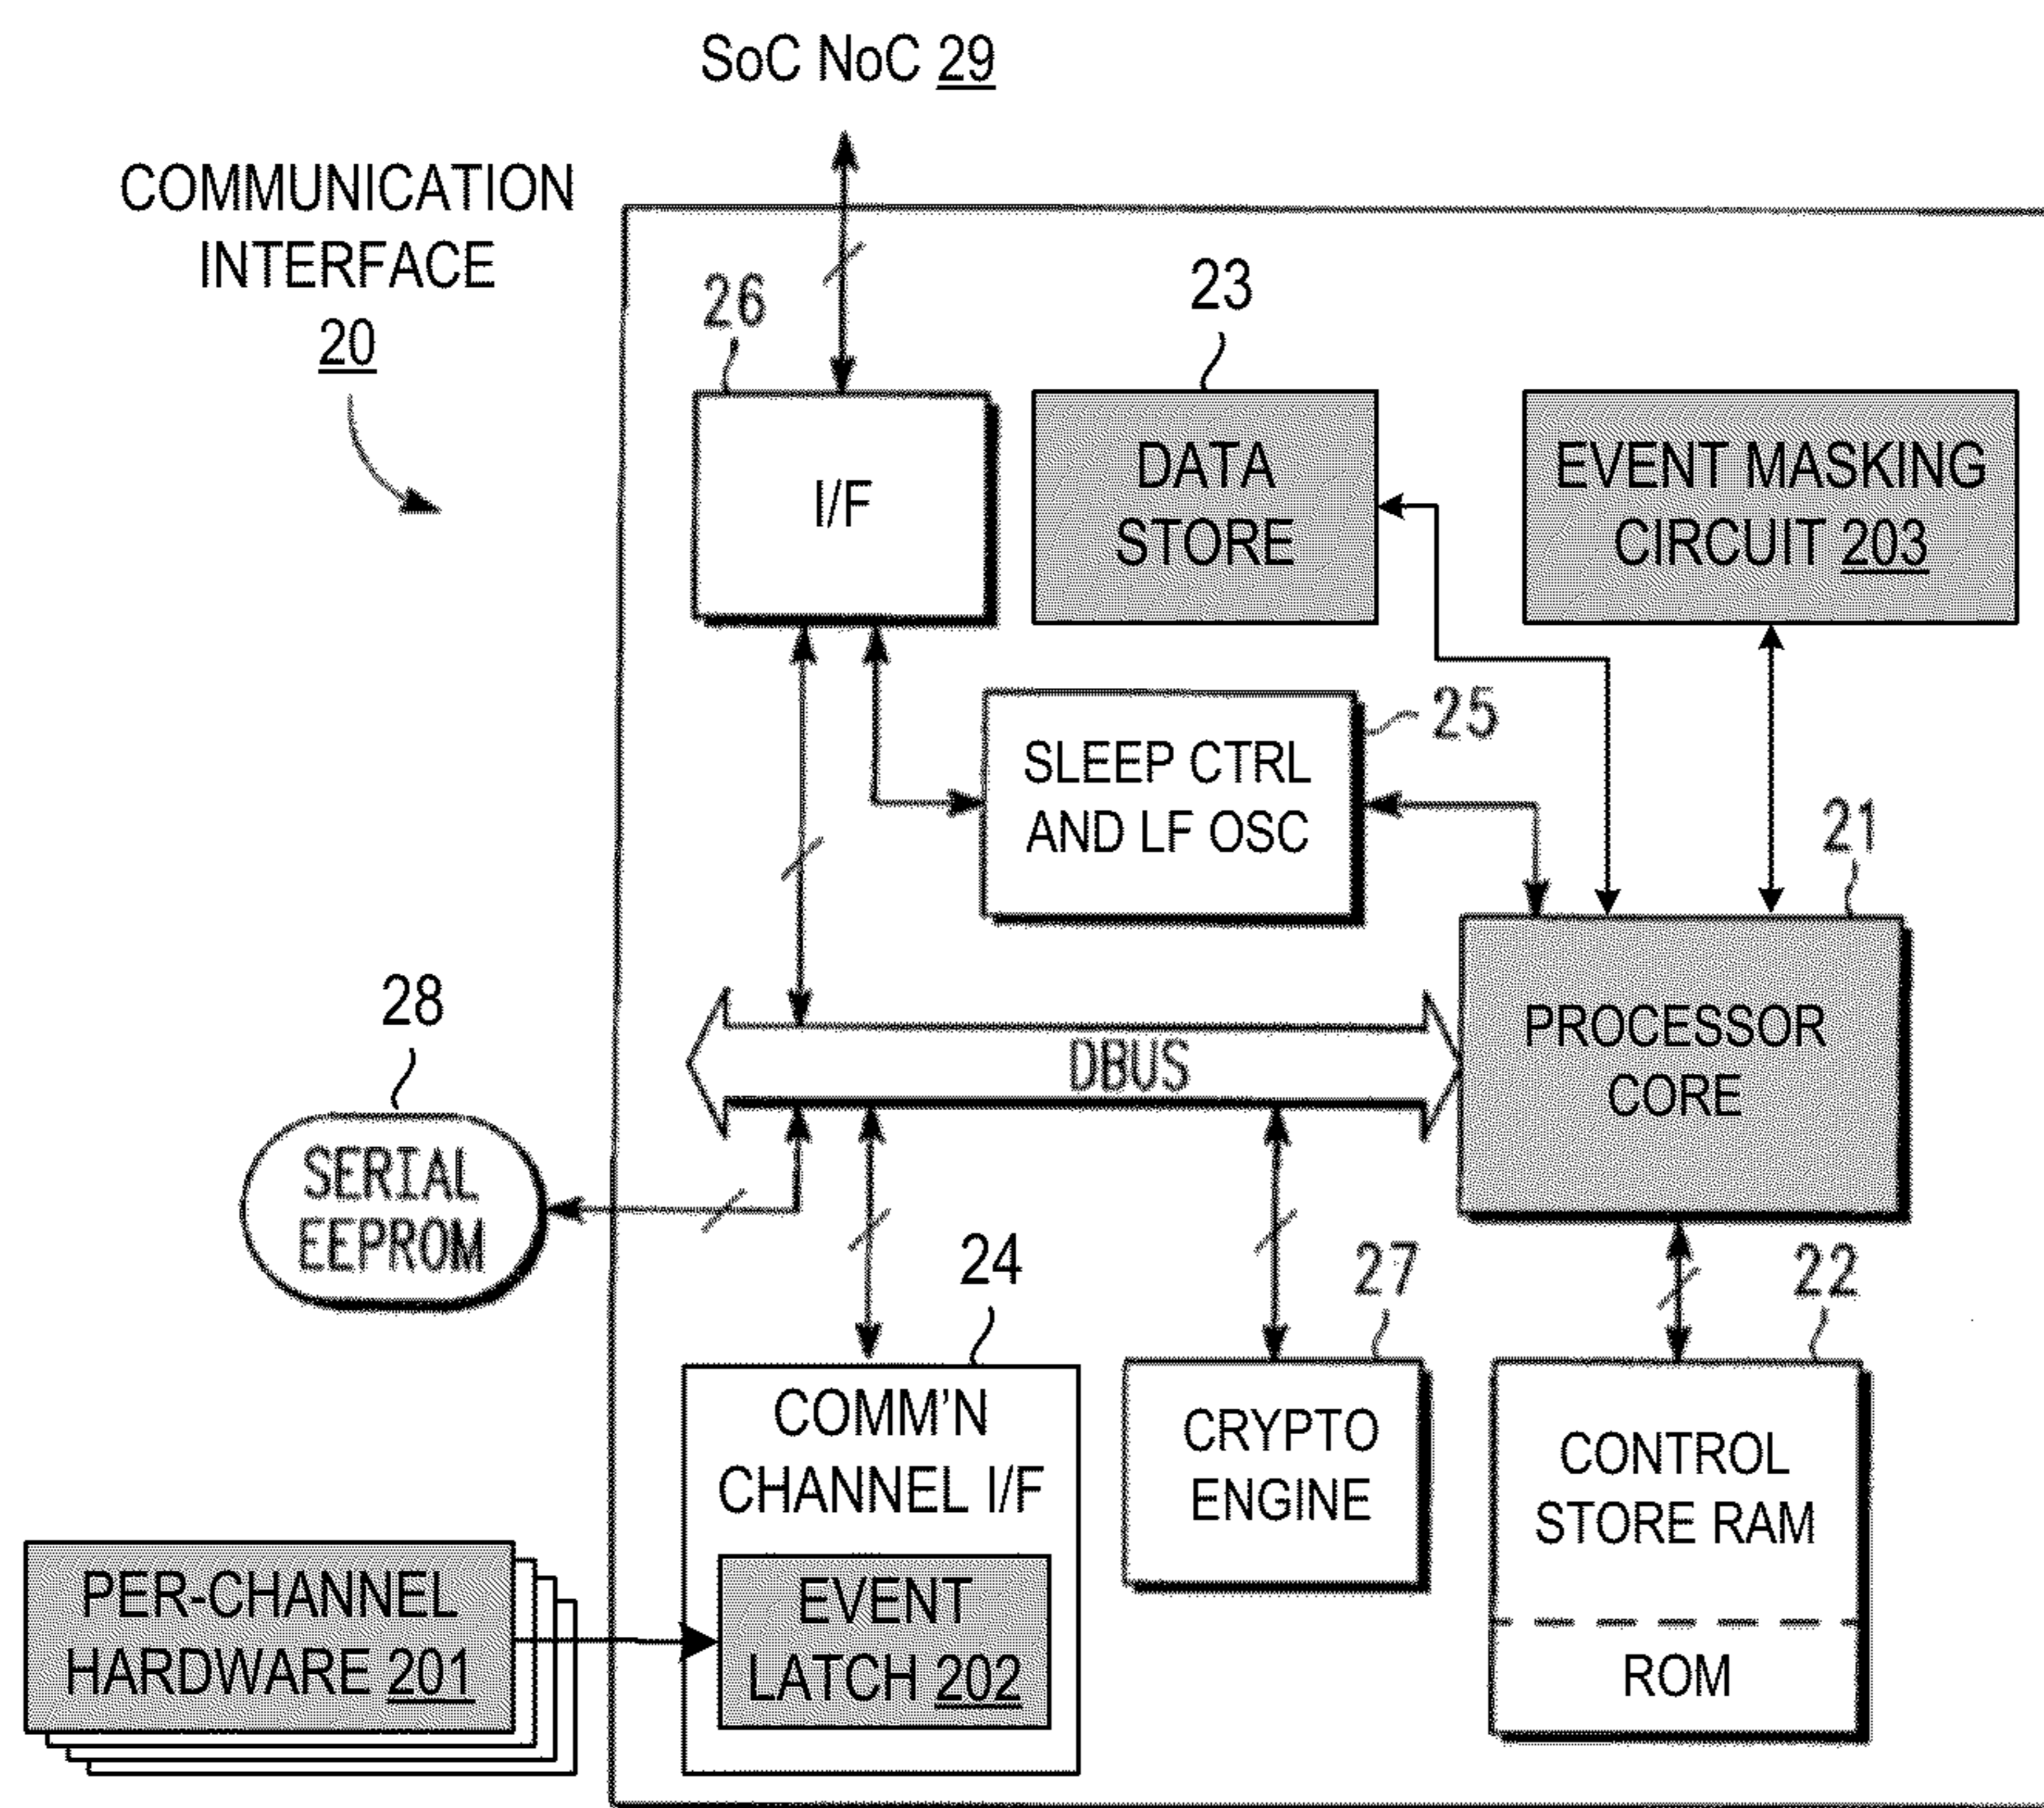 SoC NoC 29
COMMUNICATION
INTERFACE
20
26
23
I/F
DATA
STORE
EVENT MASKING
CIRCUIT 203
25
SLEEP CTRL
AND LF OSC
21
28
PROCESSOR
CORE
DBUS
SERIAL
EEPROM
24
27
22
COMM'N
CHANNEL I/F
CRYPTO
ENGINE
CONTROL
STORE RAM
PER-CHANNEL
HARDWARE 201
EVENT
LATCH 202
ROM